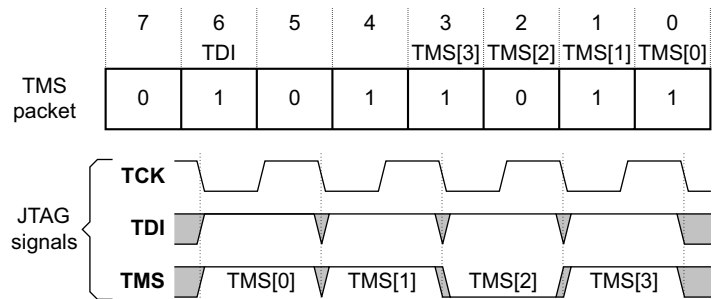 7 6 5 4 3 2 1 0
TDI TMS[3] TMS[2] TMS[1] TMS[0]
TMS
packet
0 1 0 1 1 0 1 1
JTAG
signals
TCK
TDI
TMS TMS[0] TMS[1] TMS[2] TMS[3]